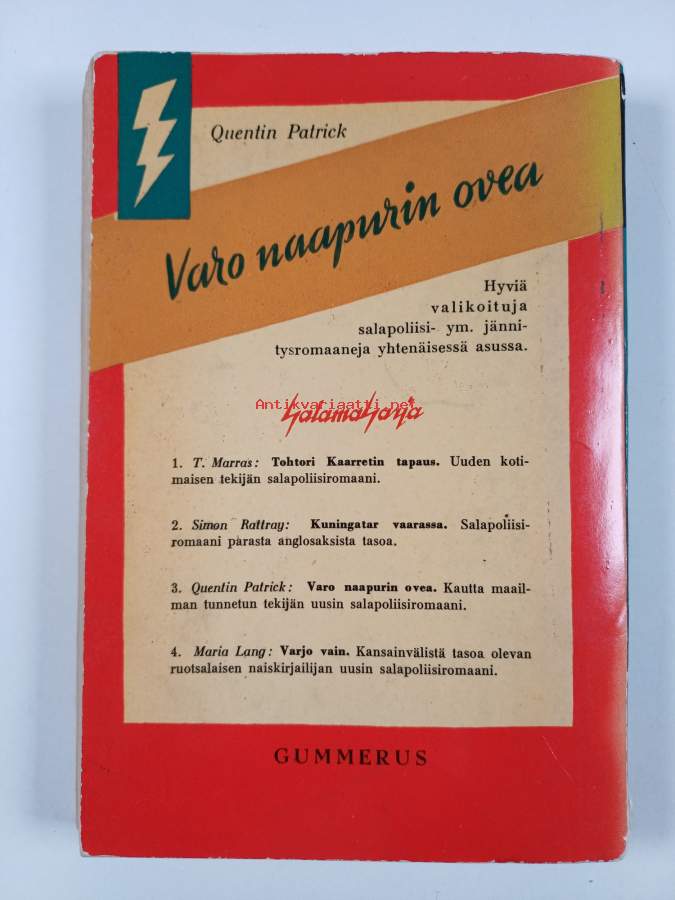 Quentin Patrick
Varo naapurin ovea
Hyviä
valikoituja
salapoliisi- ym. jänni-
tysromaaneja yhtenäisessä asussa.
Antikvariaatti.net
SalamaSarja
1. T. Marras: Tohtori Kaarretin tapaus. Uuden koti-
maisen tekijän salapoliisiromaani.
2. Simon Rattray: Kuningatar vaarassa. Salapoliisi-
romaani parasta anglosaksista tasoa.
3. Quentin Patrick: Varo naapurin ovea. Kautta maail-
man tunnetun tekijän uusin salapoliisiromaani.
4. Maria Lang: Varjo vain. Kansainvälistä tasoa olevan
ruotsalaisen naiskirjailijan uusin salapoliisiromaani.
GUMMERUS